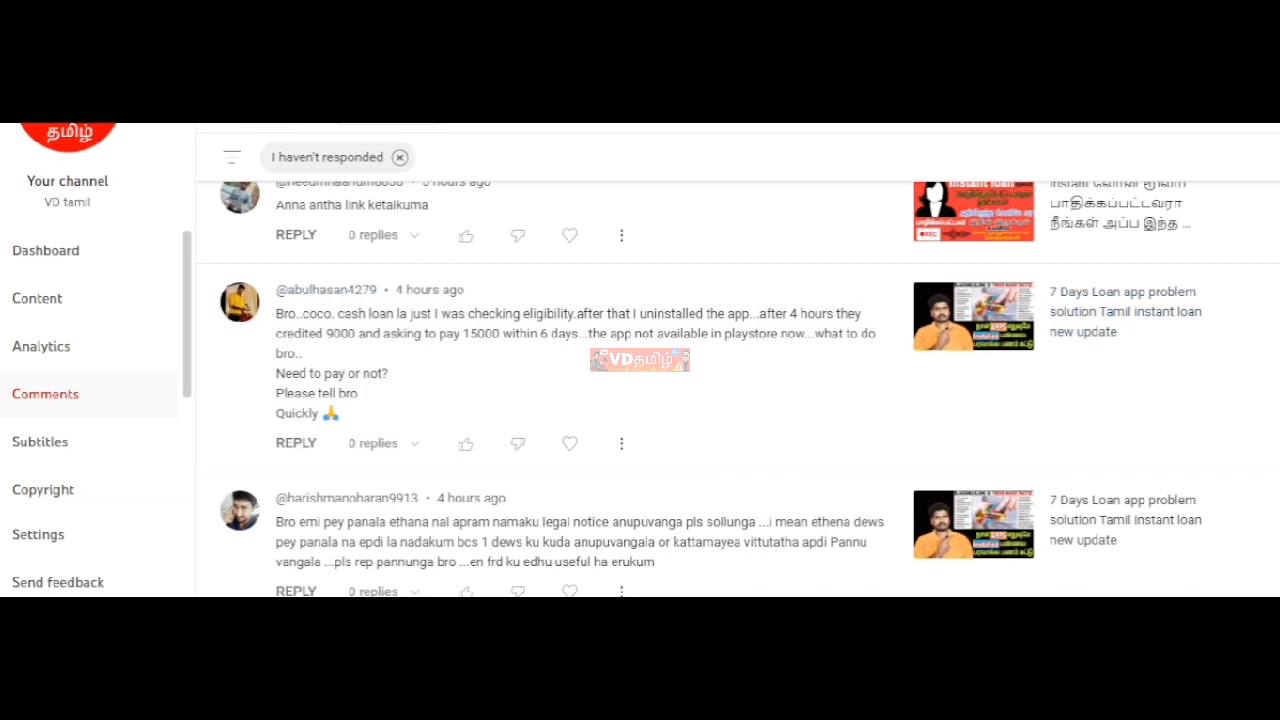 தமிழ்
Your channel
VD tamil
Dashboard
Content
Analytics
Comments
Subtitles
Copyright
Settings
Send feedback
I haven't responded
hours ago
Anna antha link ketaikuma
REPLY 0 replies
Instant லோன் மூலம்
பாதிக்கப்பட்டவரா
நீங்கள் அப்ப இந்த ...
@abulhasan4279 • 4 hours ago
Bro..coco. cash loan la just I was checking eligibility.after that I uninstalled the app...after 4 hours they
credited 9000 and asking to pay 15000 within 6 days...the app not available in playstore now...what to do
bro..
Need to pay or not?
Please tell bro
Quickly 🙏
REPLY 0 replies
7 Days Loan app problem
solution Tamil instant loan
new update
VDதமிழ்
@harishmanoharan9913 • 4 hours ago
Bro emi pey panala ethana nal apram namaku legal notice anupuvanga pls sollunga ...i mean ethena dews
pey panala na epdi la nadakum bcs 1 dews ku kuda anupuvangala or kattamayea vittutatha apdi Pannu
vangala ...pls rep pannunga bro ...en frd ku edhu useful ha erukum
REPLY 0 replies
7 Days Loan app problem
solution Tamil instant loan
new update